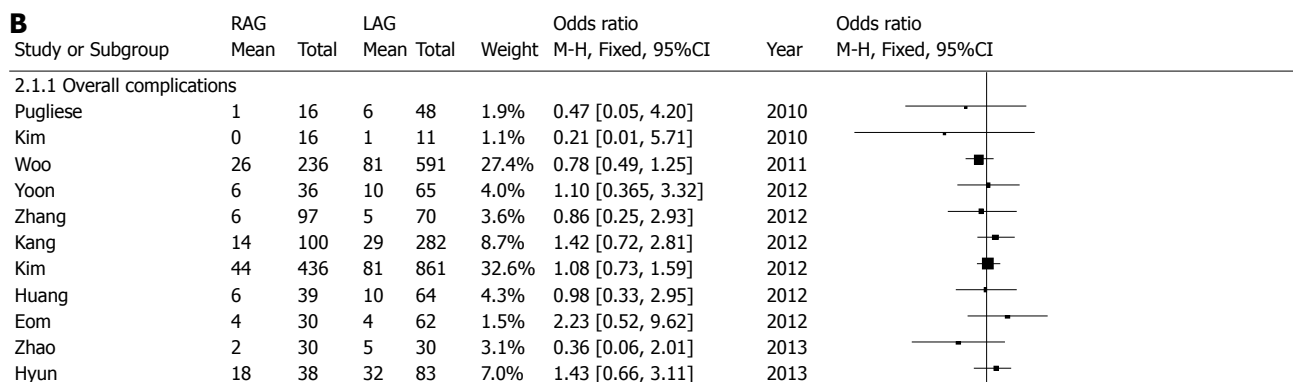 B
RAG LAG Odds ratio Odds ratio
Study or Subgroup Mean Total Mean Total Weight M-H, Fixed, 95%CI Year M-H, Fixed, 95%CI
2.1.1 Overall complications
Pugliese 1 16 6 48 1.9% 0.47 [0.05, 4.20] 2010
Kim 0 16 1 11 1.1% 0.21 [0.01, 5.71] 2010
Woo 26 236 81 591 27.4% 0.78 [0.49, 1.25] 2011
Yoon 6 36 10 65 4.0% 1.10 [0.365, 3.32] 2012
Zhang 6 97 5 70 3.6% 0.86 [0.25, 2.93] 2012
Kang 14 100 29 282 8.7% 1.42 [0.72, 2.81] 2012
Kim 44 436 81 861 32.6% 1.08 [0.73, 1.59] 2012
Huang 6 39 10 64 4.3% 0.98 [0.33, 2.95] 2012
Eom 4 30 4 62 1.5% 2.23 [0.52, 9.62] 2012
Zhao 2 30 5 30 3.1% 0.36 [0.06, 2.01] 2013
Hyun 18 38 32 83 7.0% 1.43 [0.66, 3.11] 2013